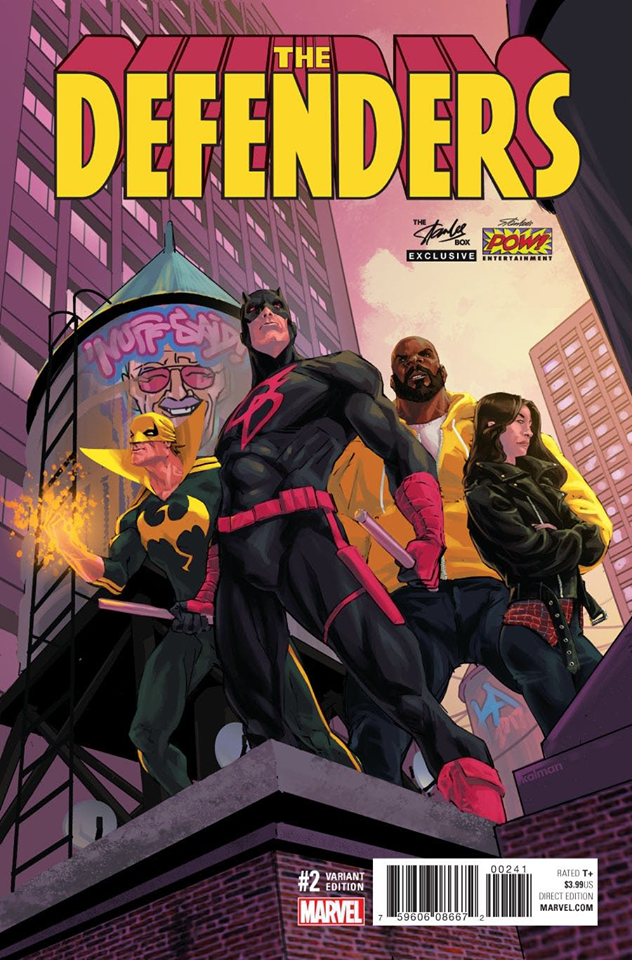 THE
DEFENDERS
THE
Stan Lee
BOX
EXCLUSIVE
Stan Lee's
POW!
ENTERTAINMENT
"NUFF SAID!
Kolman
#2 VARIANT
EDITION
MARVEL
00241
7 59606 08667 2
RATED T+
$3.99US
DIRECT EDITION
MARVEL.COM